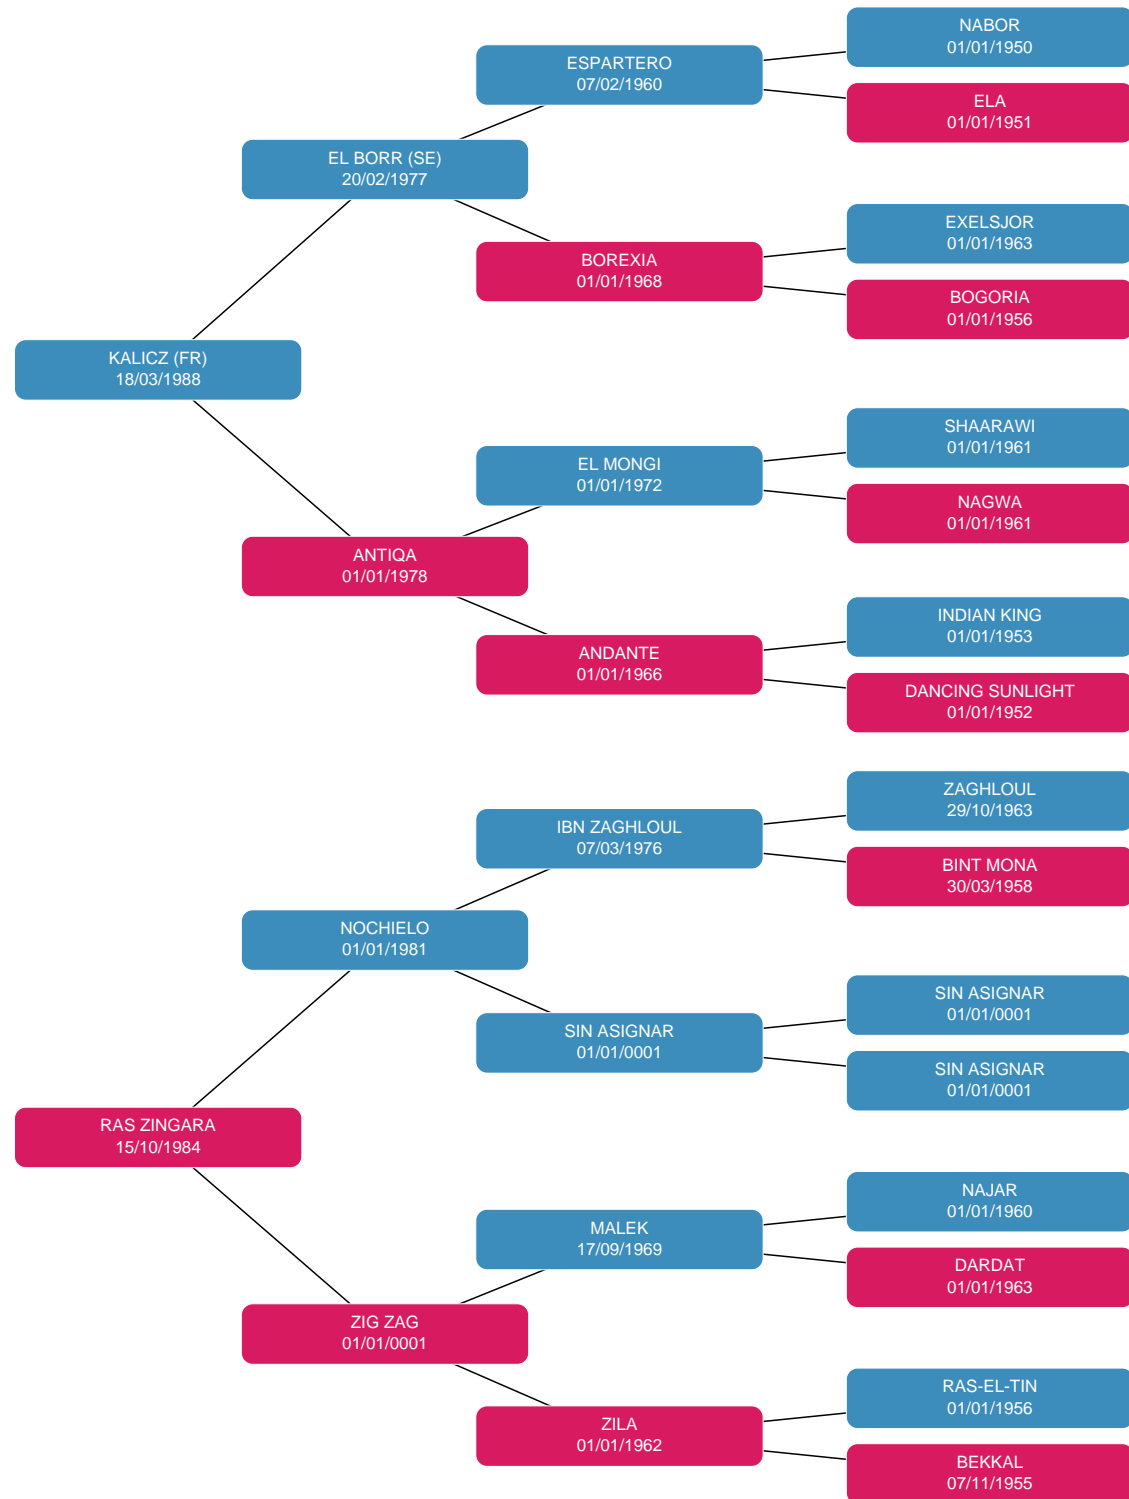 NABOR
01/01/1950
ESPARTERO
07/02/1960
ELA
01/01/1951
EL BORR (SE)
20/02/1977
EXELSJOR
01/01/1963
BOREXIA
01/01/1968
BOGORIA
01/01/1956
KALICZ (FR)
18/03/1988
SHAARAWI
01/01/1961
EL MONGI
01/01/1972
NAGWA
01/01/1961
ANTIQA
01/01/1978
INDIAN KING
01/01/1953
ANDANTE
01/01/1966
DANCING SUNLIGHT
01/01/1952
ZAGHLOUL
29/10/1963
IBN ZAGHLOUL
07/03/1976
BINT MONA
30/03/1958
NOCHIELO
01/01/1981
SIN ASIGNAR
01/01/0001
SIN ASIGNAR
01/01/0001
SIN ASIGNAR
01/01/0001
RAS ZINGARA
15/10/1984
NAJAR
01/01/1960
MALEK
17/09/1969
DARDAT
01/01/1963
ZIG ZAG
01/01/0001
RAS-EL-TIN
01/01/1956
ZILA
01/01/1962
BEKKAL
07/11/1955